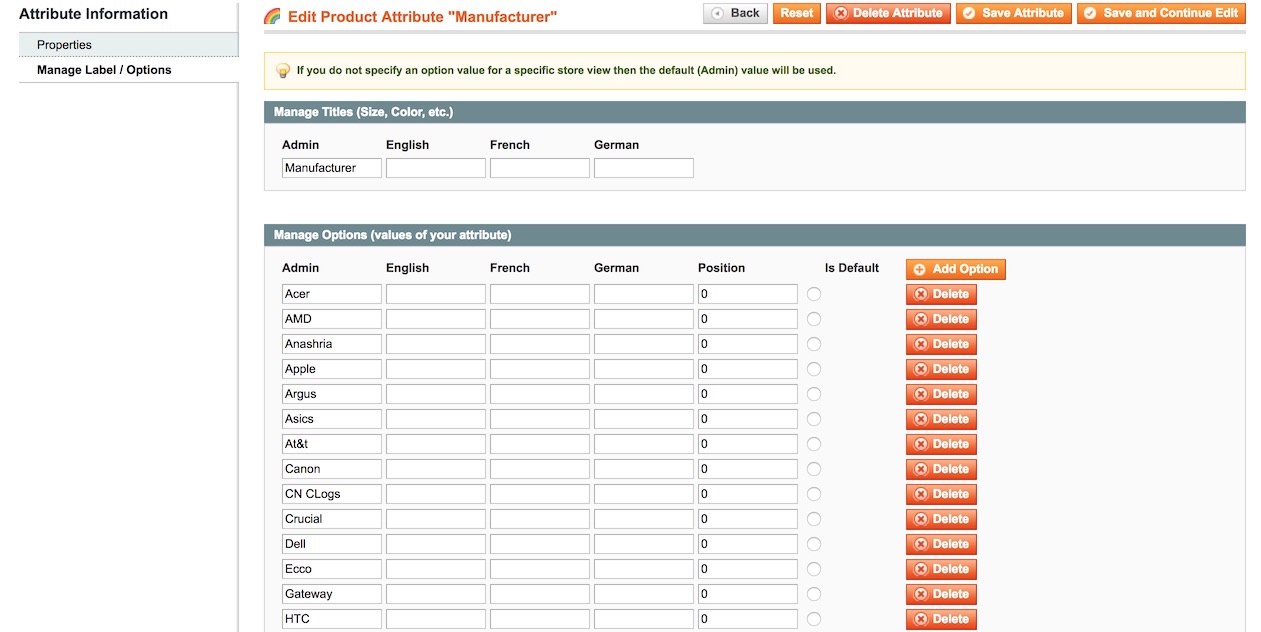 Attribute Information
Properties
Manage Label / Options
Edit Product Attribute "Manufacturer"
Back Reset Delete Attribute Save Attribute Save and Continue Edit
If you do not specify an option value for a specific store view then the default (Admin) value will be used.
Manage Titles (Size, Color, etc.)
Admin English French German
Manufacturer
Manage Options (values of your attribute)
Admin English French German Position Is Default Add Option
Acer 0 Delete
AMD 0 Delete
Anashria 0 Delete
Apple 0 Delete
Argus 0 Delete
Asics 0 Delete
At&t 0 Delete
Canon 0 Delete
CN CLogs 0 Delete
Crucial 0 Delete
Dell 0 Delete
Ecco 0 Delete
Gateway 0 Delete
HTC 0 Delete